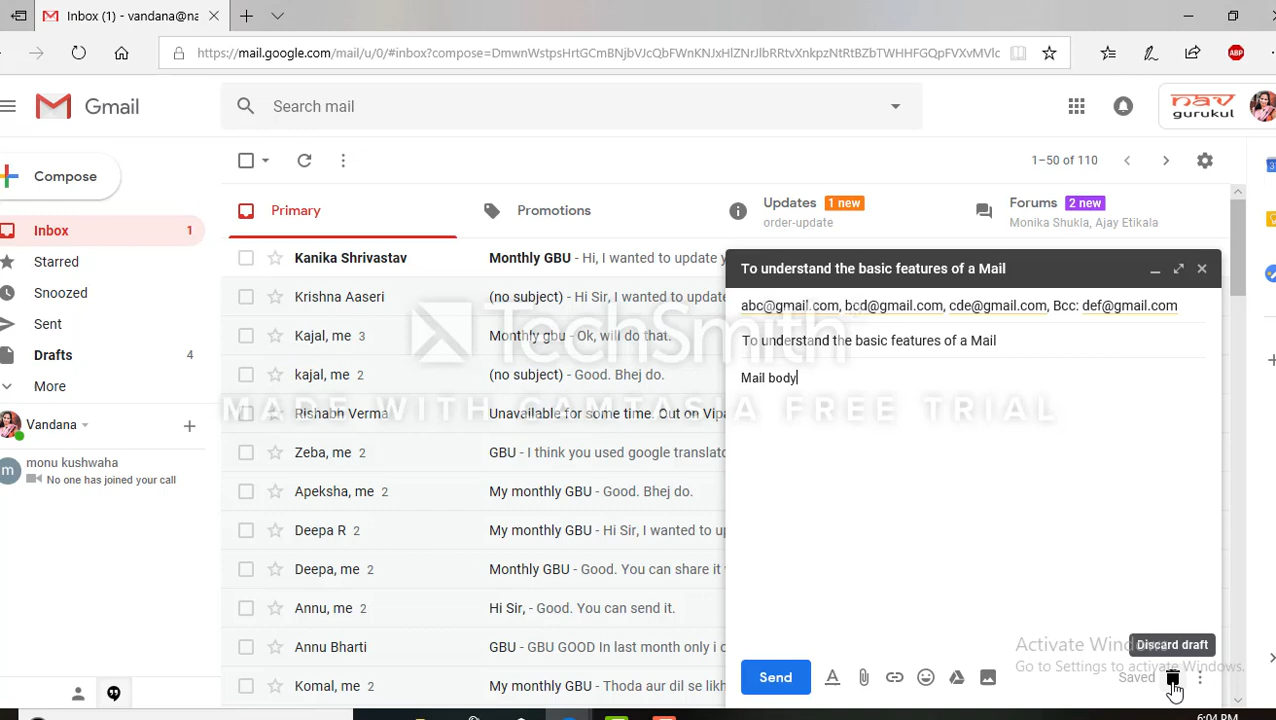 Inbox (1) - vandana@na
https://mail.google.com/mail/u/0/#inbox?compose=
ABP
Gmail
Search mail
nav gurukul
Compose
1–50 of 110
Inbox 1
Starred
Snoozed
Sent
Drafts 4
More
Vandana
monu kushwaha
No one has joined your call
Primary
Promotions
Updates 1 new
order-update
Forums 2 new
Monika Shukla, Ajay Etikala
Kanika Shrivastav Monthly GBU - Hi, I wanted to update y
Krishna Aaseri (no subject) - Hi Sir, I wanted to update
Kajal, me 3 Monthly gbu - Ok, will do that.
kajal, me 2 (no subject) - Good. Bhej do.
Rishabh Verma Unavailable for some time. Out on Vipa
Zeba, me 2 GBU - I think you used google translato
Apeksha, me 2 My monthly GBU - Good. Bhej do.
Deepa R 2 My monthly GBU - Hi Sir, I wanted to up
Deepa, me 2 Monthly GBU - Good. You can share it
Annu, me 2 Hi Sir, - Good. You can send it.
Annu Bharti GBU - GBU GOOD In last month only i c
Komal, me 2 Monthly GBU - Thoda aur dil se likh
To understand the basic features of a Mail
abc@gmail.com, bcd@gmail.com, cde@gmail.com, Bcc: def@gmail.com
To understand the basic features of a Mail
Mail body
TechSmith
MADE WITH CAMTASIA FREE TRIAL
Discard draft
Activate Windows
Go to Settings to activate Windows.
Send
Saved
6:04 PM